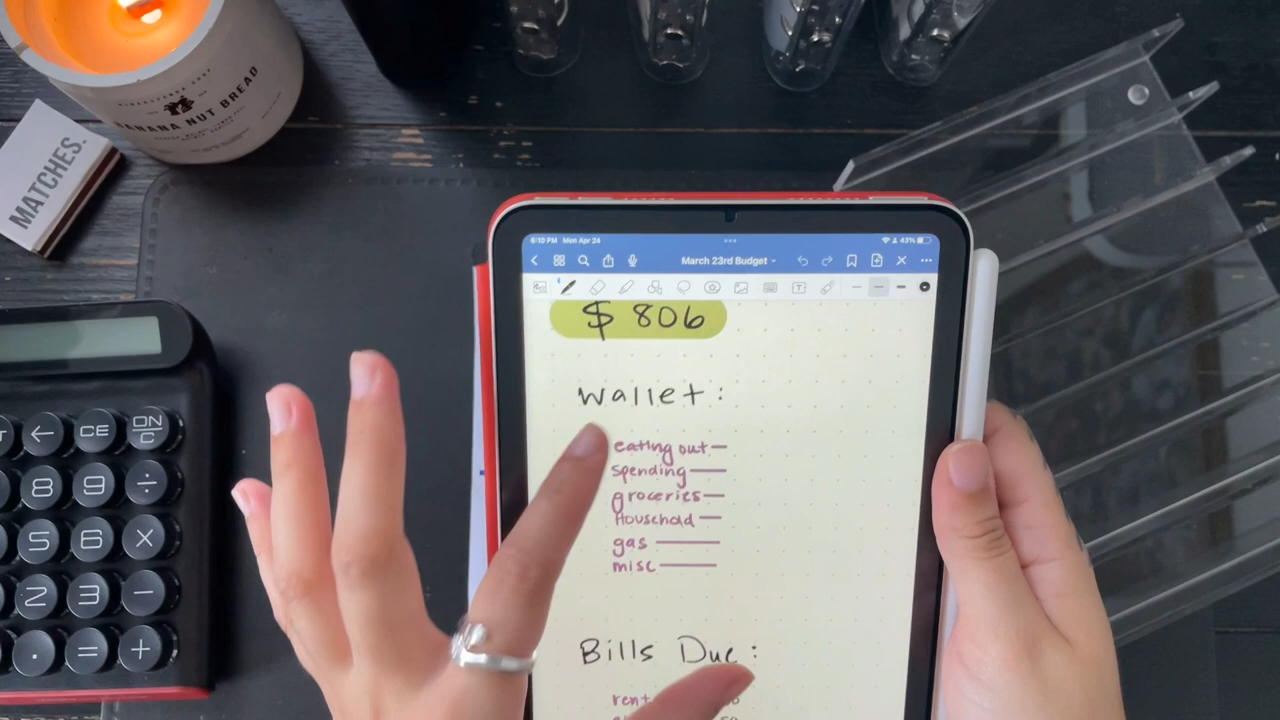 BANANA NUT BREAD
MATCHES.
6:10 PM Mon Apr 24
43%
March 23rd Budget
$ 806
Wallet:
eating out—
spending——
groceries—
Household —
gas ———
misc ———
Bills Due:
rent
ON
C
← CE
8 9 ÷
5 6 X
2 3 −
. = +